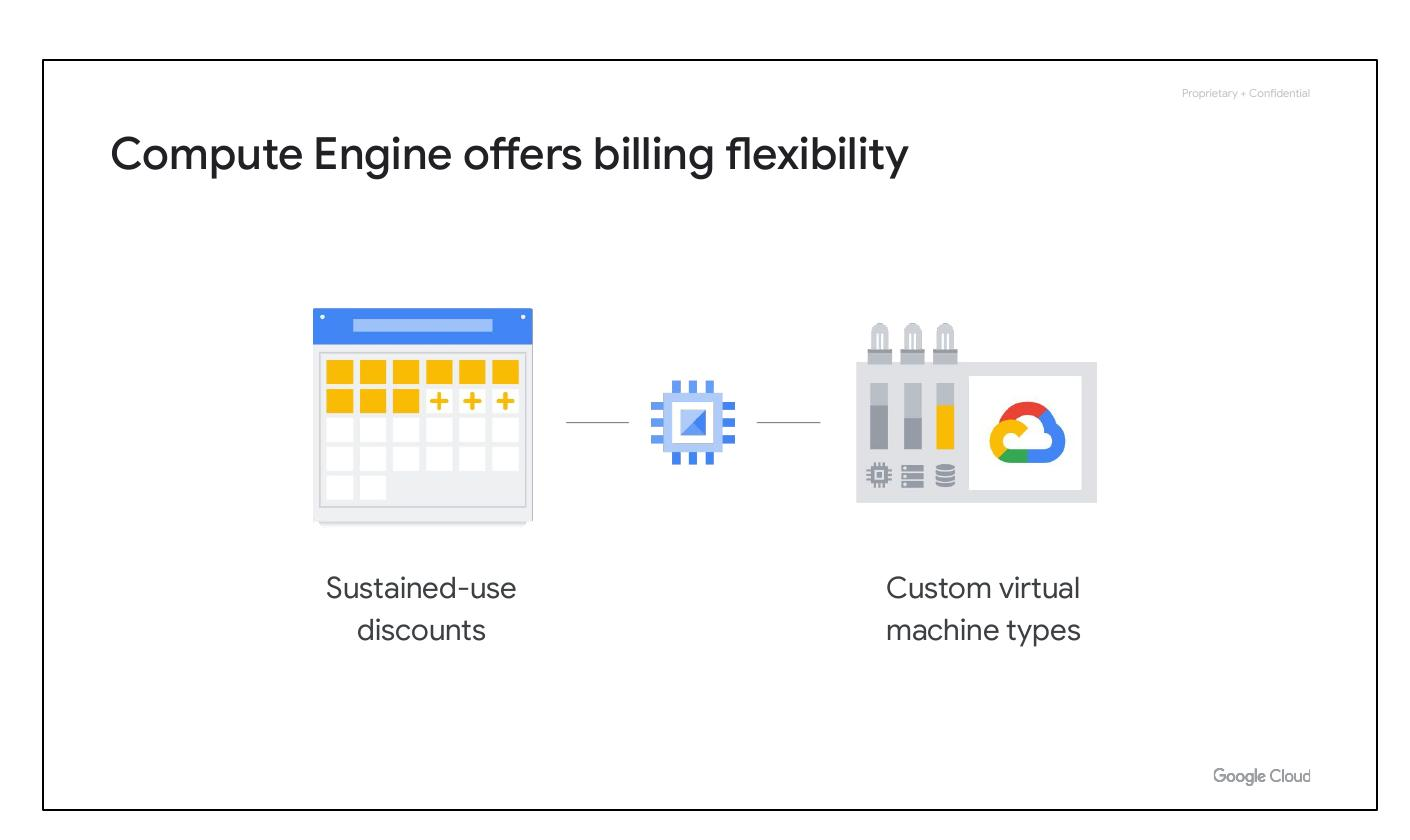 Proprietary + Confidential
Compute Engine offers billing flexibility
Sustained-use
discounts
Custom virtual
machine types
Google Cloud